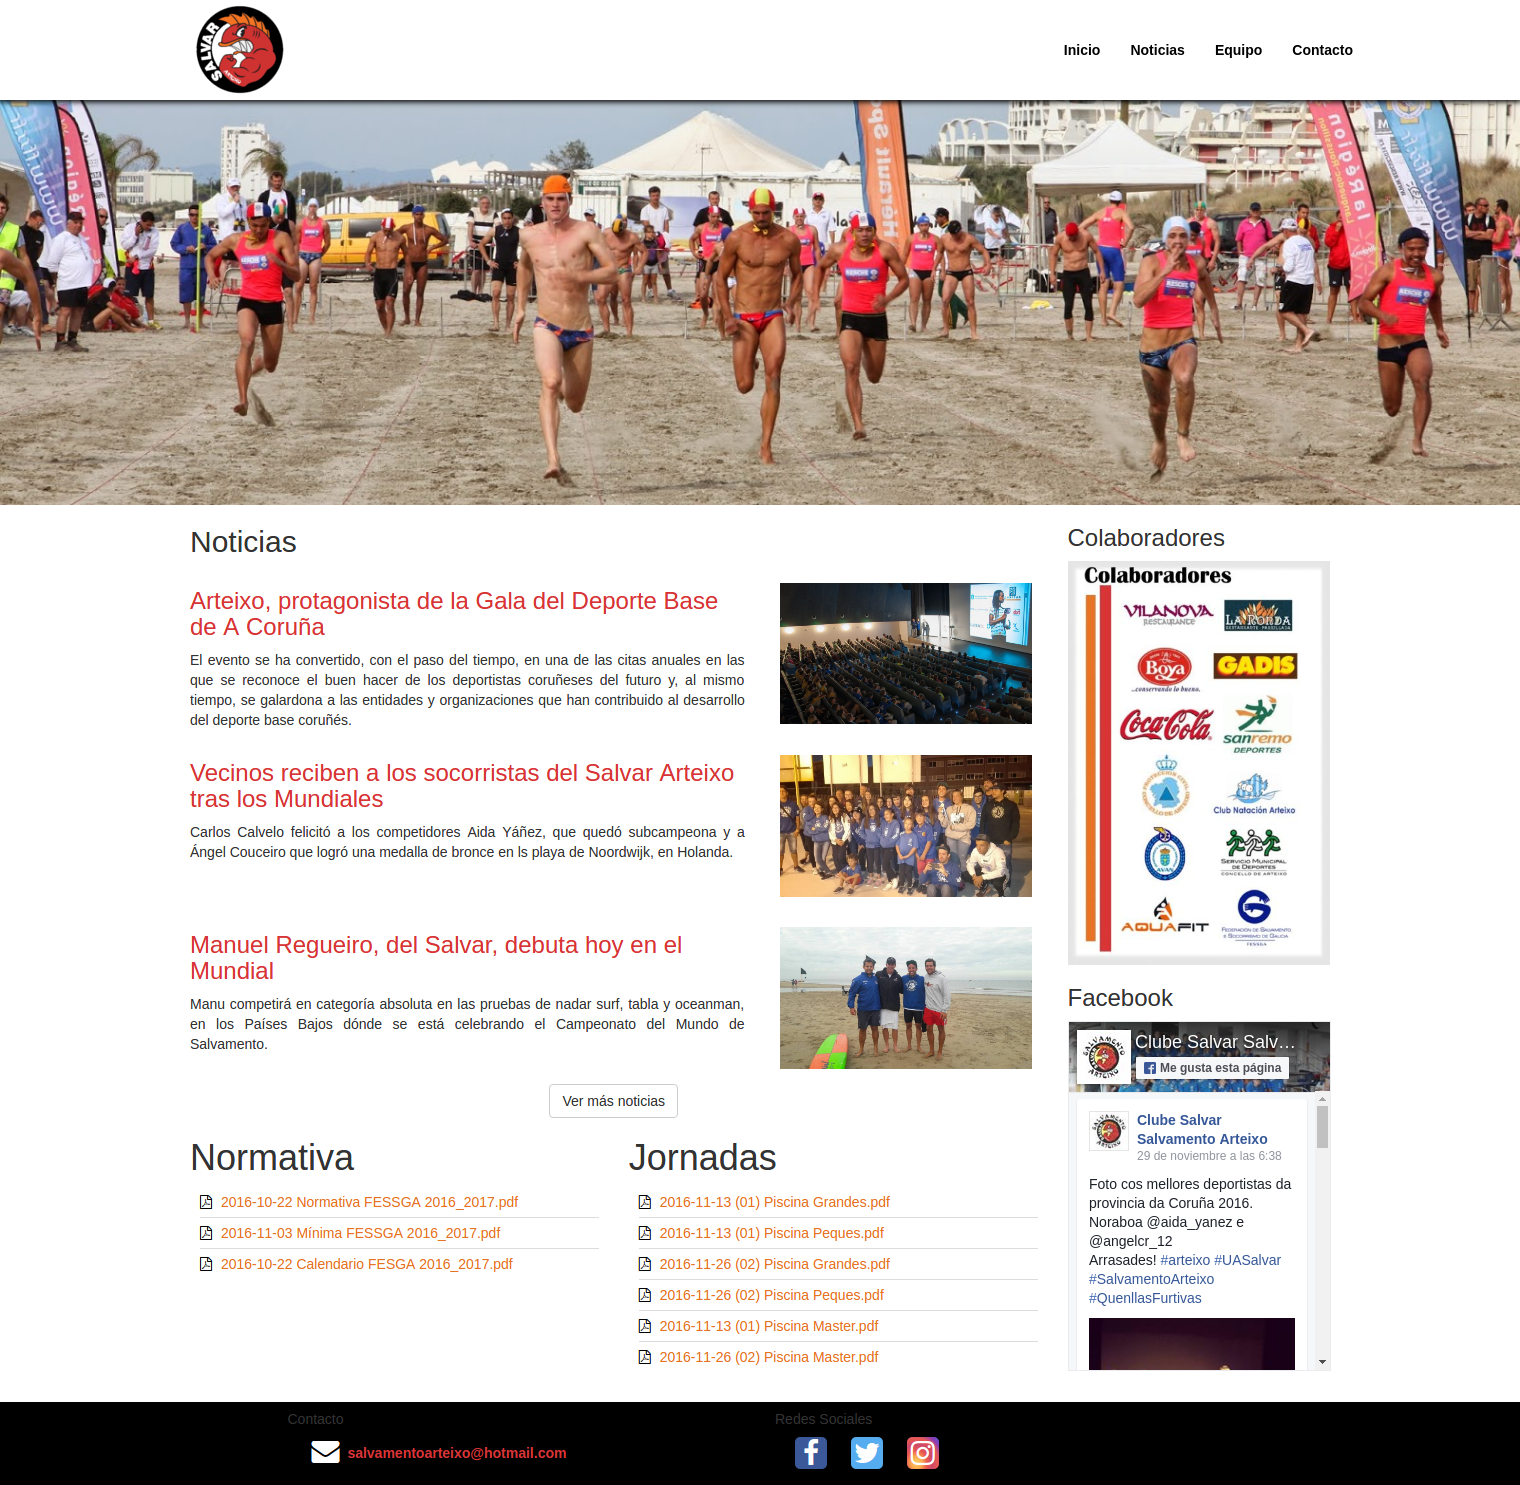 SALVAR
ARTEIXO
Inicio
Noticias
Equipo
Contacto
Hérault Sp
la Région
RESCUE
Noticias
Arteixo, protagonista de la Gala del Deporte Base
de A Coruña
El evento se ha convertido, con el paso del tiempo, en una de las citas anuales en las
que se reconoce el buen hacer de los deportistas coruñeses del futuro y, al mismo
tiempo, se galardona a las entidades y organizaciones que han contribuido al desarrollo
del deporte base coruñés.
Vecinos reciben a los socorristas del Salvar Arteixo
tras los Mundiales
Carlos Calvelo felicitó a los competidores Aida Yáñez, que quedó subcampeona y a
Ángel Couceiro que logró una medalla de bronce en ls playa de Noordwijk, en Holanda.
Manuel Regueiro, del Salvar, debuta hoy en el
Mundial
Manu competirá en categoría absoluta en las pruebas de nadar surf, tabla y oceanman,
en los Países Bajos dónde se está celebrando el Campeonato del Mundo de
Salvamento.
Ver más noticias
Normativa
2016-10-22 Normativa FESSGA 2016_2017.pdf
2016-11-03 Mínima FESSGA 2016_2017.pdf
2016-10-22 Calendario FESGA 2016_2017.pdf
Jornadas
2016-11-13 (01) Piscina Grandes.pdf
2016-11-13 (01) Piscina Peques.pdf
2016-11-26 (02) Piscina Grandes.pdf
2016-11-26 (02) Piscina Peques.pdf
2016-11-13 (01) Piscina Master.pdf
2016-11-26 (02) Piscina Master.pdf
Colaboradores
Colaboradores
VILANOVA
RESTAURANTE
LA RONDA
RESTAURANTE PARRILLADA
Boya
...conservando lo bueno.
GADIS
Coca-Cola
sanremo
DEPORTES
Club Natación Arteixo
AVAN
SERVICIO MUNICIPAL
DE DEPORTES
CONCELLO DE ARTEIXO
AQUAFIT
FEDERACIÓN DE SALVAMENTO
E SOCORRISMO DE GALICIA
FESSGA
Facebook
SALVAMENTO
ARTEIXO
Clube Salvar Salv…
Me gusta esta página
SALVAMENTO
ARTEIXO
Clube Salvar
Salvamento Arteixo
29 de noviembre a las 6:38
Foto cos mellores deportistas da
provincia da Coruña 2016.
Noraboa @aida_yanez e
@angelcr_12
Arrasades! #arteixo #UASalvar
#SalvamentoArteixo
#QuenllasFurtivas
Contacto
salvamentoarteixo@hotmail.com
Redes Sociales